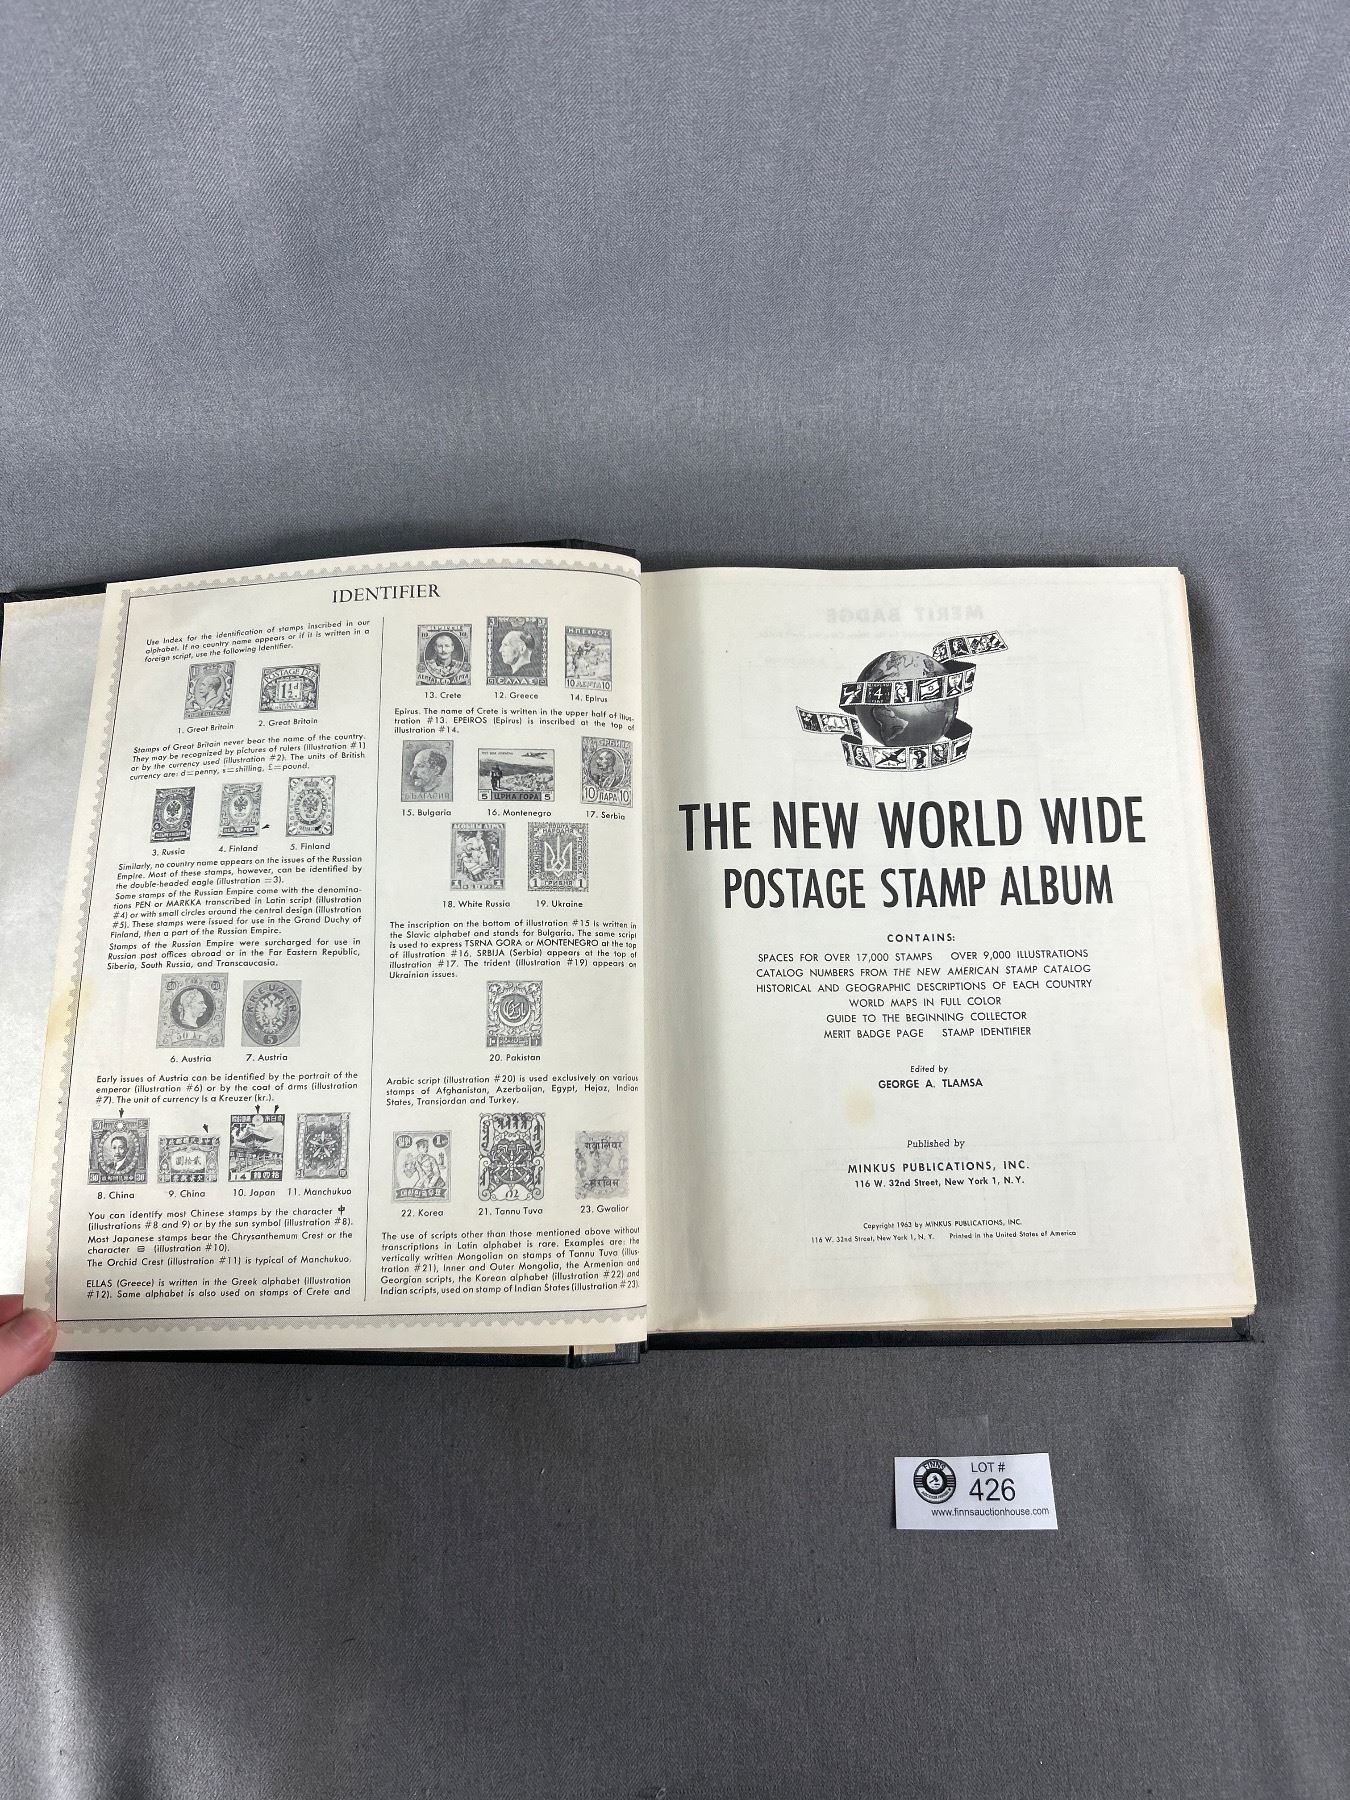 IDENTIFIER
Use Index for the identification of stamps inscribed in our
alphabet. If no country name appears or if it is written in a
foreign script, use the following Identifier.
1. Great Britain
2. Great Britain
Stamps of Great Britain never bear the name of the country.
They may be recognized by pictures of rulers (illustration #1)
or by the currency used (illustration #2). The units of British
currency are: d=penny, s=shilling, £=pound.
3. Russia
4. Finland
5. Finland
Similarly, no country name appears on the issues of the Russian
Empire. Most of these stamps, however, can be identified by
the double-headed eagle (illustration =3).
Some stamps of the Russian Empire come with the denomina-
tions PEN or MARKKA transcribed in Latin script (illustration
#4) or with small circles around the central design (illustration
#5). These stamps were issued for use in the Grand Duchy of
Finland, then a part of the Russian Empire.
Stamps of the Russian Empire were surcharged for use in
Russian post offices abroad or in the Far Eastern Republic,
Siberia, South Russia, and Transcaucasia.
6. Austria
7. Austria
Early issues of Austria can be identified by the portrait of the
emperor (illustration #6) or by the coat of arms (illustration
#7). The unit of currency is a Kreuzer (kr.).
8. China
9. China
10. Japan
11. Manchukuo
You can identify most Chinese stamps by the character 中
(illustrations #8 and 9) or by the sun symbol (illustration #8).
Most Japanese stamps bear the Chrysanthemum Crest or the
character 日 (illustration #10).
The Orchid Crest (illustration #11) is typical of Manchukuo.
ELLAS (Greece) is written in the Greek alphabet (illustration
#12). Same alphabet is also used on stamps of Crete and
13. Crete
12. Greece
14. Epirus
Epirus. The name of Crete is written in the upper half of illus-
tration #13. EPEIROS (Epirus) is inscribed at the top of
illustration #14.
15. Bulgaria
16. Montenegro
17. Serbia
18. White Russia
19. Ukraine
The inscription on the bottom of illustration #15 is written in
the Slavic alphabet and stands for Bulgaria. The same script
is used to express TSRNA GORA or MONTENEGRO at the top
of illustration #16. SRBIJA (Serbia) appears at the top of
illustration #17. The trident (illustration #19) appears on
Ukrainian issues.
20. Pakistan
Arabic script (illustration #20) is used exclusively on various
stamps of Afghanistan, Azerbaijan, Egypt, Hejaz, Indian
States, Transjordan and Turkey.
22. Korea
21. Tannu Tuva
23. Gwalior
The use of scripts other than those mentioned above without
transcriptions in Latin alphabet is rare. Examples are: the
vertically written Mongolian on stamps of Tannu Tuva (illus-
tration #21), Inner and Outer Mongolia, the Armenian and
Georgian scripts, the Korean alphabet (illustration #22) and
Indian scripts, used on stamp of Indian States (illustration #23).
THE NEW WORLD WIDE
POSTAGE STAMP ALBUM
CONTAINS:
SPACES FOR OVER 17,000 STAMPS OVER 9,000 ILLUSTRATIONS
CATALOG NUMBERS FROM THE NEW AMERICAN STAMP CATALOG
HISTORICAL AND GEOGRAPHIC DESCRIPTIONS OF EACH COUNTRY
WORLD MAPS IN FULL COLOR
GUIDE TO THE BEGINNING COLLECTOR
MERIT BADGE PAGE STAMP IDENTIFIER
Edited by
GEORGE A. TLAMSA
Published by
MINKUS PUBLICATIONS, INC.
116 W. 32nd Street, New York 1, N.Y.
Copyright 1963 by MINKUS PUBLICATIONS, INC.
116 W. 32nd Street, New York 1, N. Y. Printed in the United States of America
FINNS
LOT #
426
www.finnsauctionhouse.com